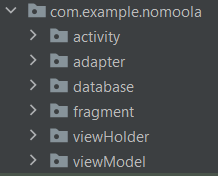 com.example.nomoola
activity
adapter
database
fragment
viewHolder
viewModel